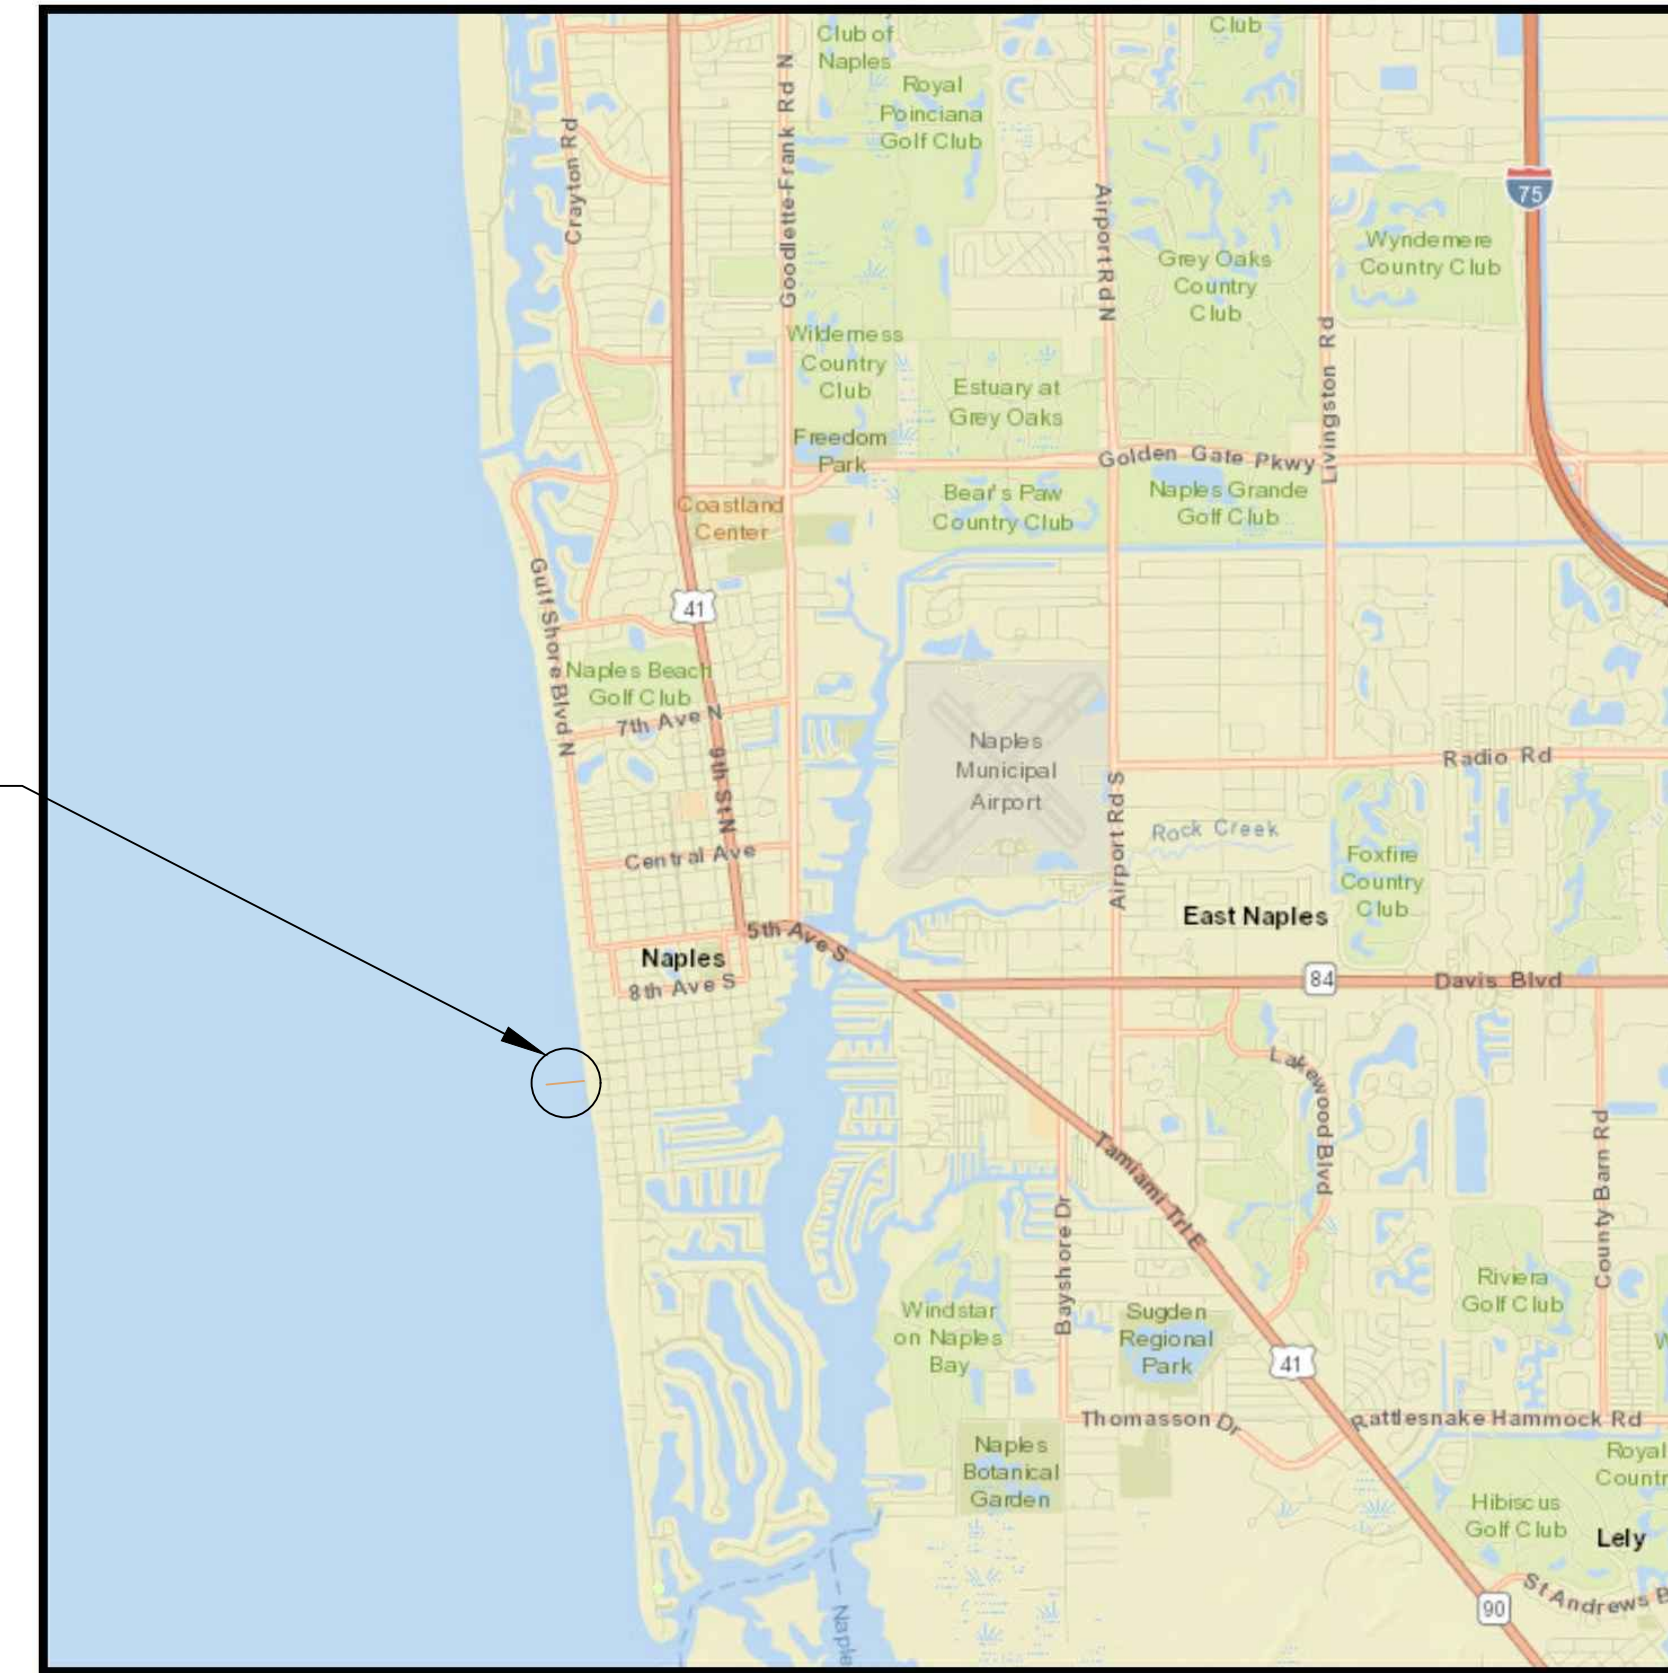 Club of
Naples
Club
Royal
Poinciana
Golf Club
Crayton Rd
Goodlette-Frank Rd N
Airport Rd N
75
Wyndemere
Country Club
Grey Oaks
Country
Club
Wilderness
Country
Club
Livingston Rd
Estuary at
Grey Oaks
Freedom
Park
Golden Gate Pkwy
Coastland
Center
Bear's Paw
Country Club
Naples Grande
Golf Club
Gulf Shore Blvd N
41
Naples Beach
Golf Club
7th Ave N
9th St N
Naples
Municipal
Airport
Radio Rd
Airport Rd S
Rock Creek
Central Ave
Foxfire
Country
Club
East Naples
5th Ave S
Naples
8th Ave S
84
Davis Blvd
Lakewood Blvd
Tamiami Trl E
County Barn Rd
Bayshore Dr
Riviera
Golf Club
Windstar
on Naples
Bay
Sugden
Regional
Park
41
Thomasson Dr
Rattlesnake Hammock Rd
Naples
Botanical
Garden
Royal
Countr
Hibiscus
Golf Club
Lely
St Andrews B
90
Naple